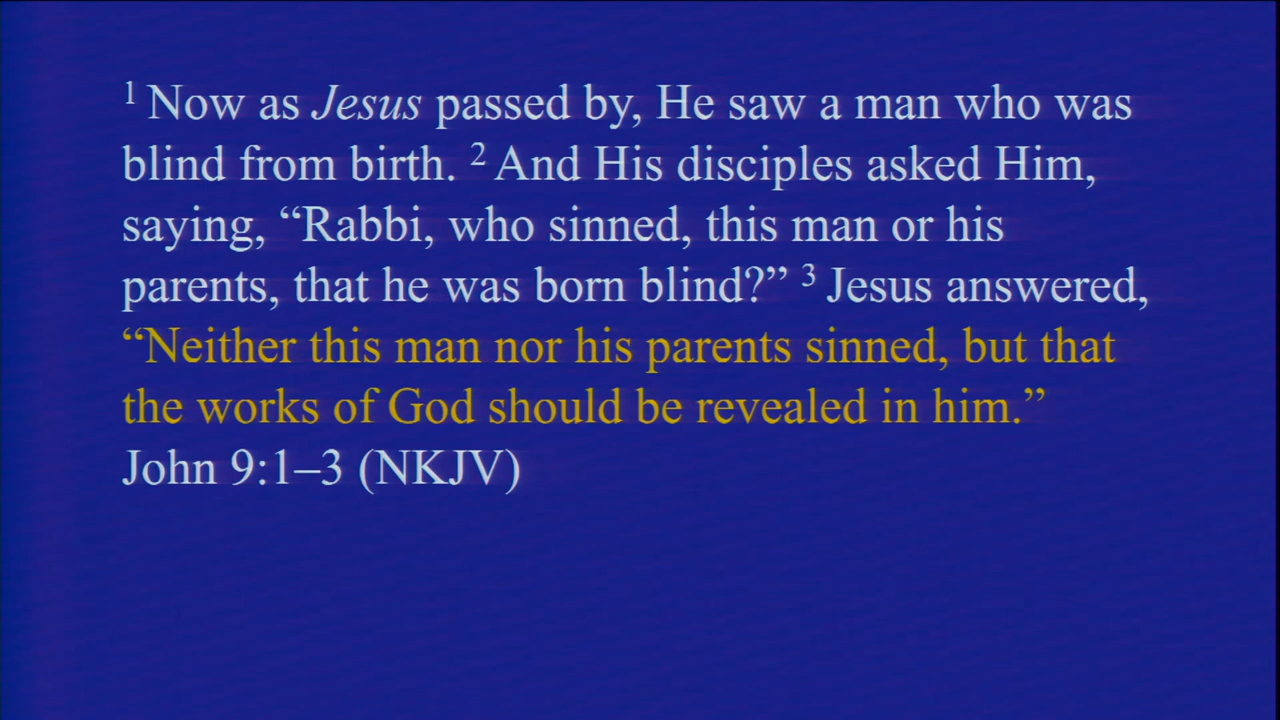 ¹ Now as Jesus passed by, He saw a man who was
blind from birth. ² And His disciples asked Him,
saying, “Rabbi, who sinned, this man or his
parents, that he was born blind?” ³ Jesus answered,
“Neither this man nor his parents sinned, but that
the works of God should be revealed in him.”
John 9:1–3 (NKJV)